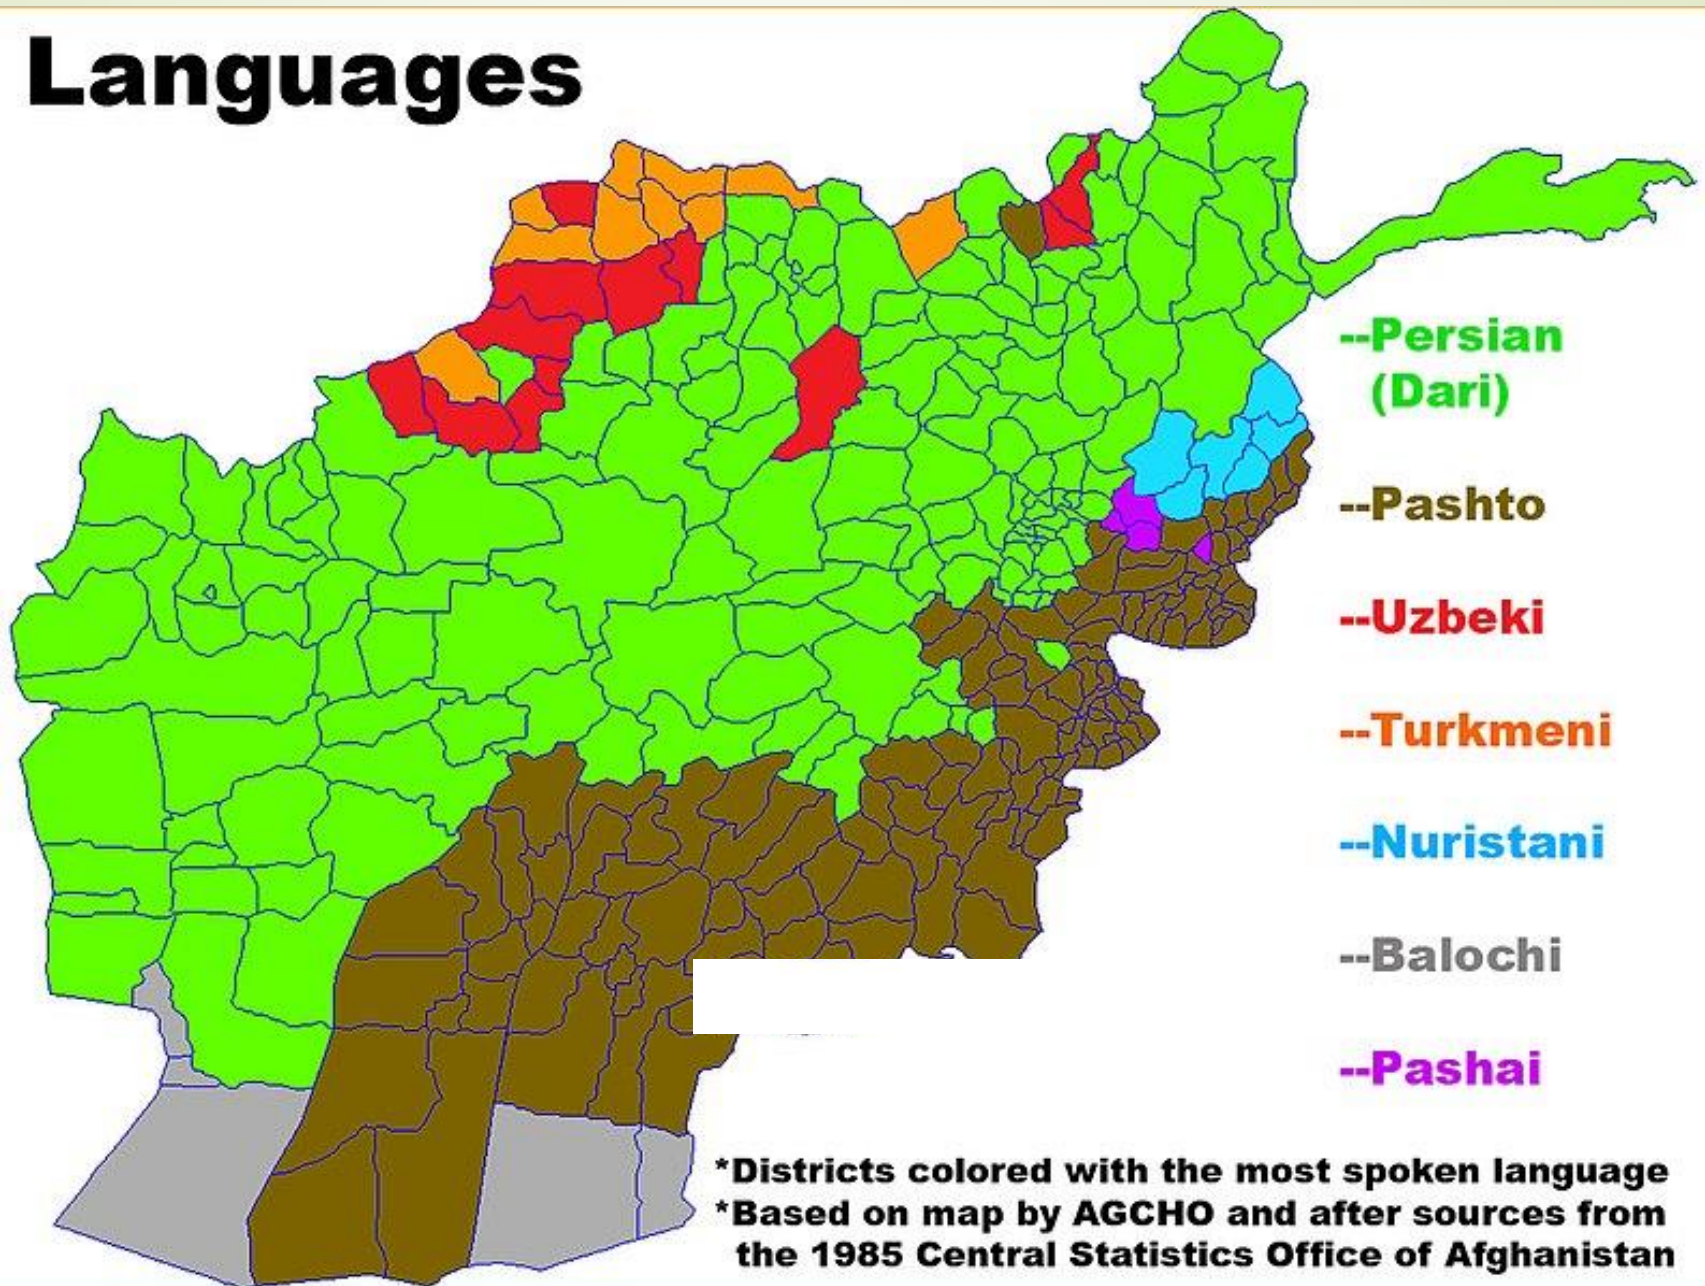 Languages
--Persian
(Dari)
--Pashto
--Uzbeki
--Turkmeni
--Nuristani
--Balochi
--Pashai
*Districts colored with the most spoken language
*Based on map by AGCHO and after sources from
the 1985 Central Statistics Office of Afghanistan